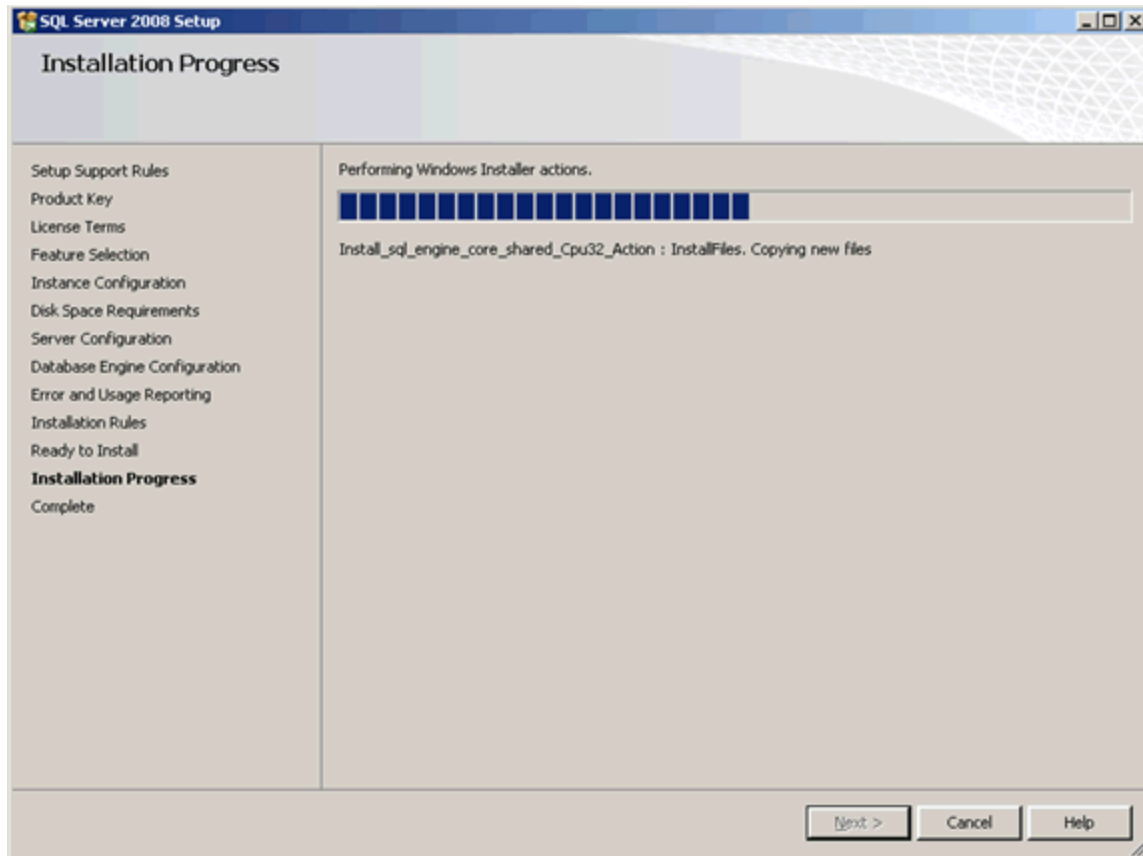 SQL Server 2008 Setup
Installation Progress
Setup Support Rules
Product Key
License Terms
Feature Selection
Instance Configuration
Disk Space Requirements
Server Configuration
Database Engine Configuration
Error and Usage Reporting
Installation Rules
Ready to Install
Installation Progress
Complete
Performing Windows Installer actions.
Install_sql_engine_core_shared_Cpu32_Action : InstallFiles. Copying new files
Next >
Cancel
Help